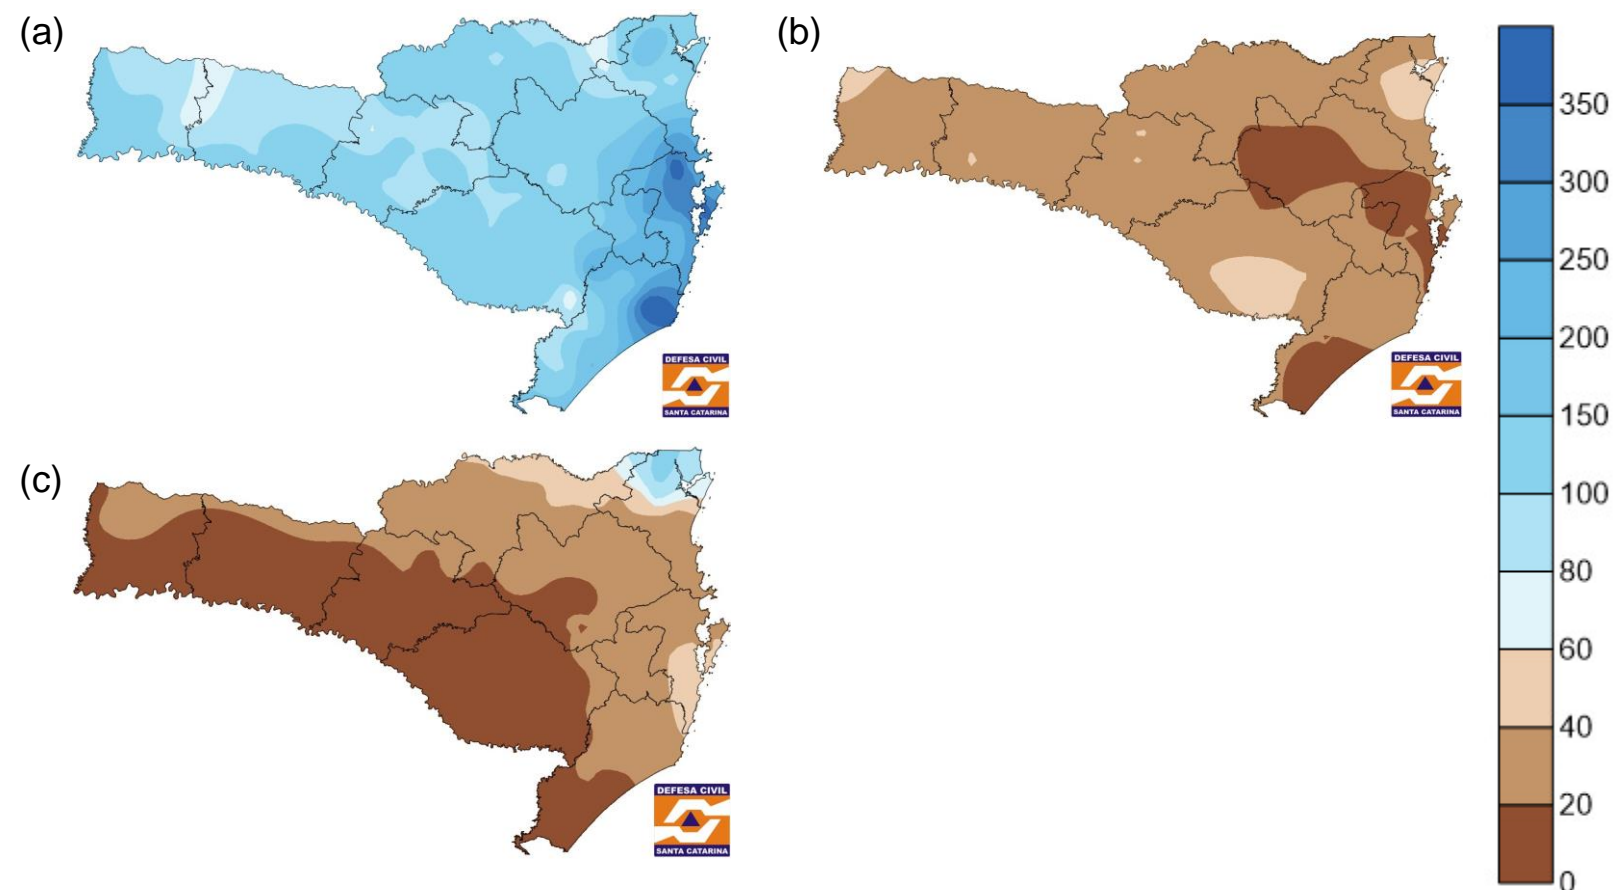 (a)
(b)
(c)
DEFESA CIVIL
SANTA CATARINA
DEFESA CIVIL
SANTA CATARINA
DEFESA CIVIL
SANTA CATARINA
350
300
250
200
150
100
80
60
40
20
0